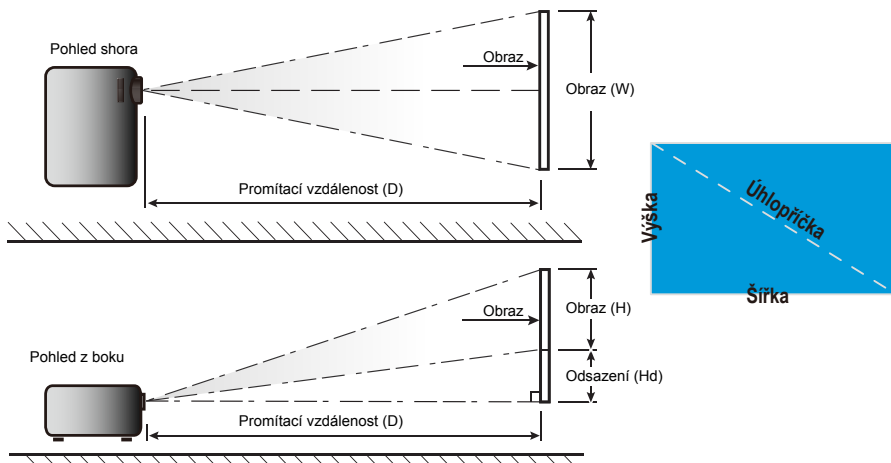 Pohled shora
Obraz
Obraz (W)
Promítací vzdálenost (D)
Výška
Úhlopříčka
Šířka
Pohled z boku
Obraz
Obraz (H)
Odsazení (Hd)
Promítací vzdálenost (D)